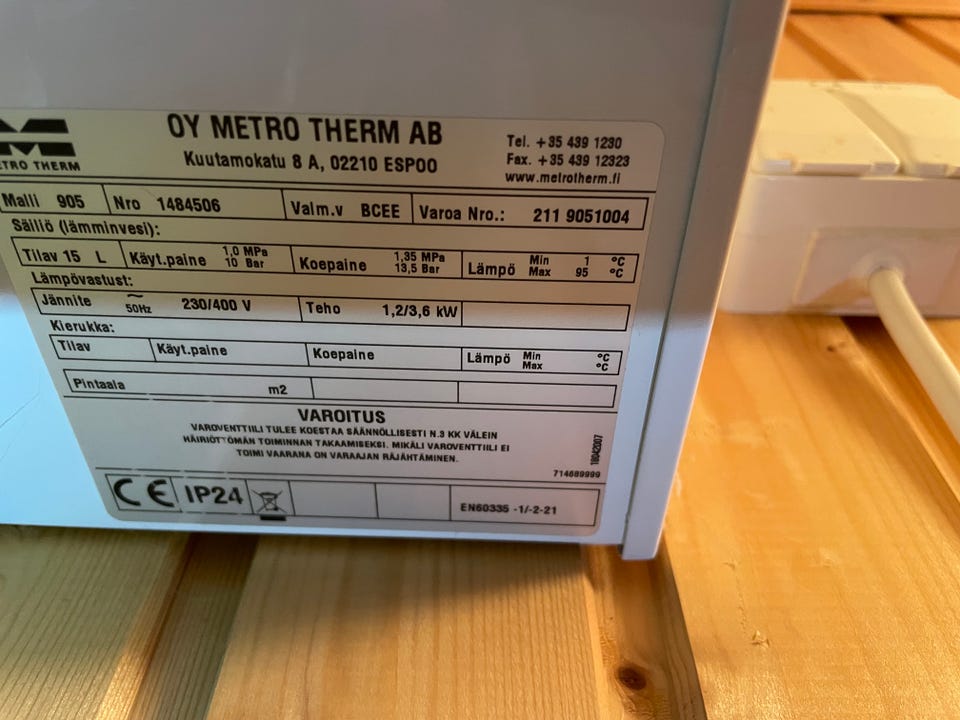 OY METRO THERM AB
Kuutamokatu 8 A, 02210 ESPOO
Tel. +35 439 1230
Fax. +35 439 12323
www.metrotherm.fi
ETRO THERM
Malli 905 Nro 1484506 Valm.v BCEE Varoa Nro.: 211 9051004
Säiliö (lämminvesi):
Tilav 15 L Käyt.paine 1,0 MPa 10 Bar Koepaine 1,35 MPa 13,5 Bar Lämpö Min 1 °C Max 95 °C
Lämpövastust:
Jännite ~ 50Hz 230/400 V Teho 1,2/3,6 kW
Kierukka:
Tilav Käyt.paine Koepaine Lämpö Min °C Max °C
Pintaala m2
VAROITUS
VAROVENTTIILI TULEE KOESTAA SÄÄNNÖLLISESTI N.3 KK VÄLEIN
HÄIRIÖTTÖMÄN TOIMINNAN TAKAAMISEKSI. MIKÄLI VAROVENTTIILI EI
TOIMI VAARANA ON VARAAJAN RÄJÄHTÄMINEN.
18042007
714689999
CE IP24 EN60335 -1/-2-21